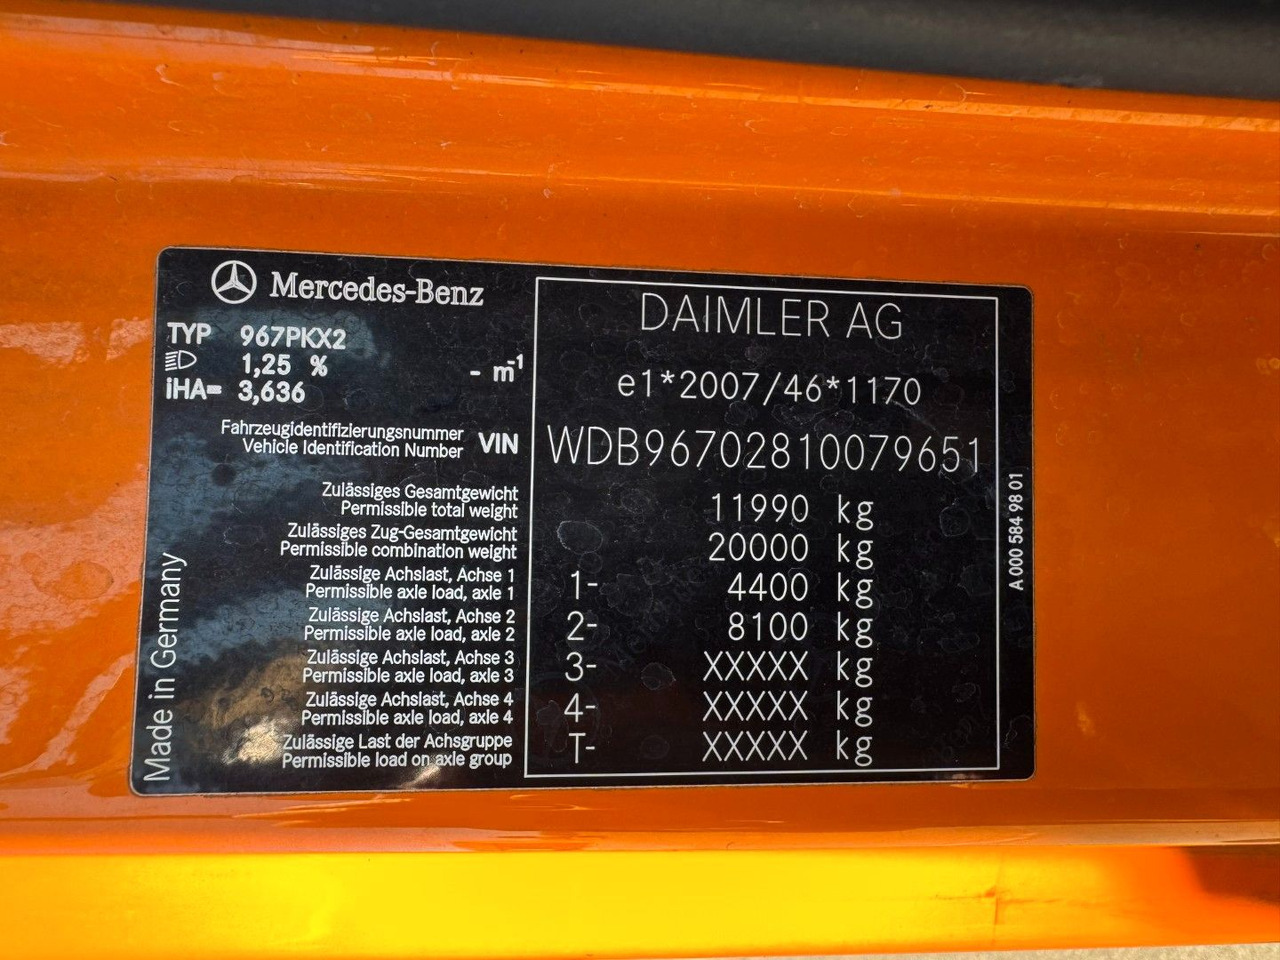 Mercedes-Benz
TYP 967PKX2
1,25 % - m⁻¹
iHA= 3,636
DAIMLER AG
e1*2007/46*1170
Fahrzeugidentifizierungsnummer
Vehicle Identification Number VIN WDB96702810079651
Zulässiges Gesamtgewicht
Permissible total weight 11990 kg
Zulässiges Zug-Gesamtgewicht
Permissible combination weight 20000 kg
Zulässige Achslast, Achse 1
Permissible axle load, axle 1 1- 4400 kg
Zulässige Achslast, Achse 2
Permissible axle load, axle 2 2- 8100 kg
Zulässige Achslast, Achse 3
Permissible axle load, axle 3 3- XXXXX kg
Zulässige Achslast, Achse 4
Permissible axle load, axle 4 4- XXXXX kg
Zulässige Last der Achsgruppe
Permissible load on axle group T- XXXXX kg
Made in Germany
A 000 584 98 01